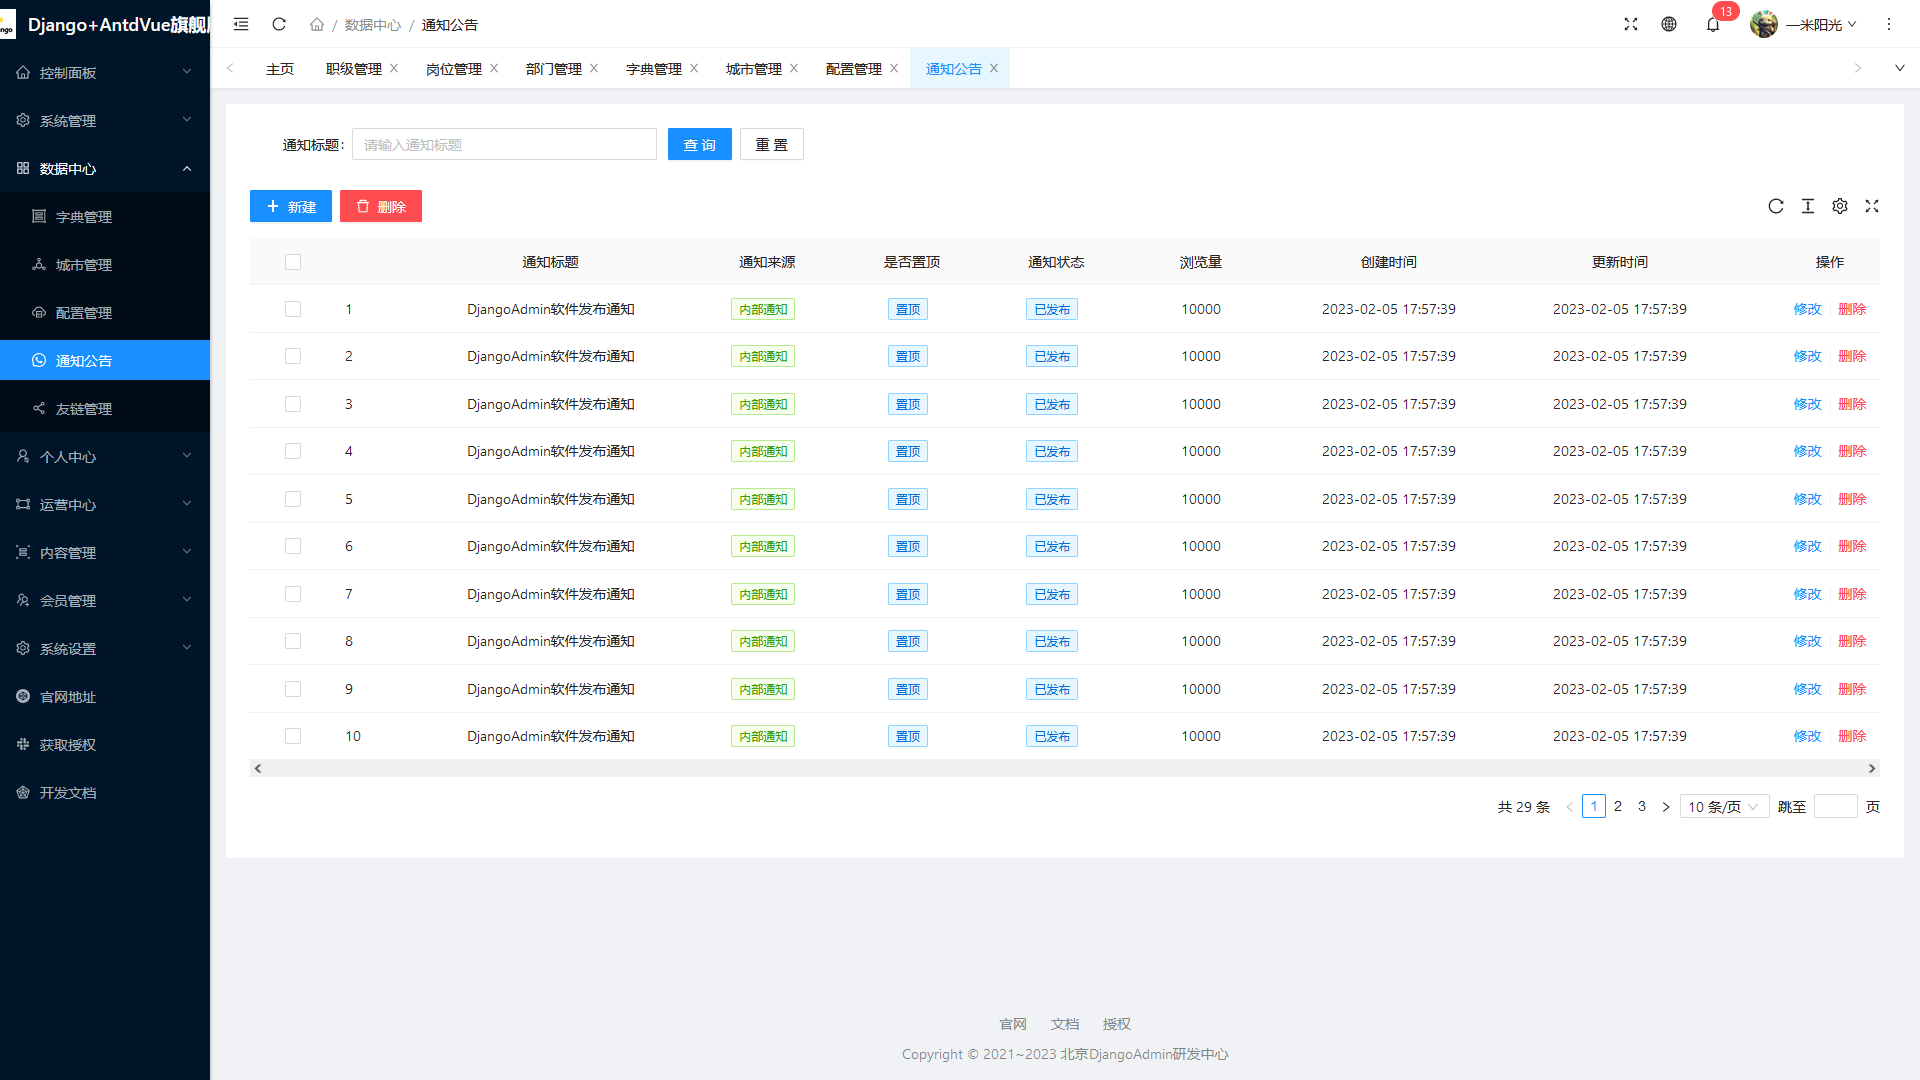 Django+AntdVue旗舰
控制面板
系统管理
数据中心
字典管理
城市管理
配置管理
通知公告
友链管理
个人中心
运营中心
内容管理
会员管理
系统设置
官网地址
获取授权
开发文档
/ 数据中心 / 通知公告
13
一米阳光
主页 职级管理 岗位管理 部门管理 字典管理 城市管理 配置管理 通知公告
通知标题: 请输入通知标题 查 询 重 置
新建 删除
通知标题 通知来源 是否置顶 通知状态 浏览量 创建时间 更新时间 操作
1 DjangoAdmin软件发布通知 内部通知 置顶 已发布 10000 2023-02-05 17:57:39 2023-02-05 17:57:39 修改 删除
2 DjangoAdmin软件发布通知 内部通知 置顶 已发布 10000 2023-02-05 17:57:39 2023-02-05 17:57:39 修改 删除
3 DjangoAdmin软件发布通知 内部通知 置顶 已发布 10000 2023-02-05 17:57:39 2023-02-05 17:57:39 修改 删除
4 DjangoAdmin软件发布通知 内部通知 置顶 已发布 10000 2023-02-05 17:57:39 2023-02-05 17:57:39 修改 删除
5 DjangoAdmin软件发布通知 内部通知 置顶 已发布 10000 2023-02-05 17:57:39 2023-02-05 17:57:39 修改 删除
6 DjangoAdmin软件发布通知 内部通知 置顶 已发布 10000 2023-02-05 17:57:39 2023-02-05 17:57:39 修改 删除
7 DjangoAdmin软件发布通知 内部通知 置顶 已发布 10000 2023-02-05 17:57:39 2023-02-05 17:57:39 修改 删除
8 DjangoAdmin软件发布通知 内部通知 置顶 已发布 10000 2023-02-05 17:57:39 2023-02-05 17:57:39 修改 删除
9 DjangoAdmin软件发布通知 内部通知 置顶 已发布 10000 2023-02-05 17:57:39 2023-02-05 17:57:39 修改 删除
10 DjangoAdmin软件发布通知 内部通知 置顶 已发布 10000 2023-02-05 17:57:39 2023-02-05 17:57:39 修改 删除
共 29 条 1 2 3 10 条/页 跳至 页
官网 文档 授权
Copyright © 2021~2023 北京DjangoAdmin研发中心